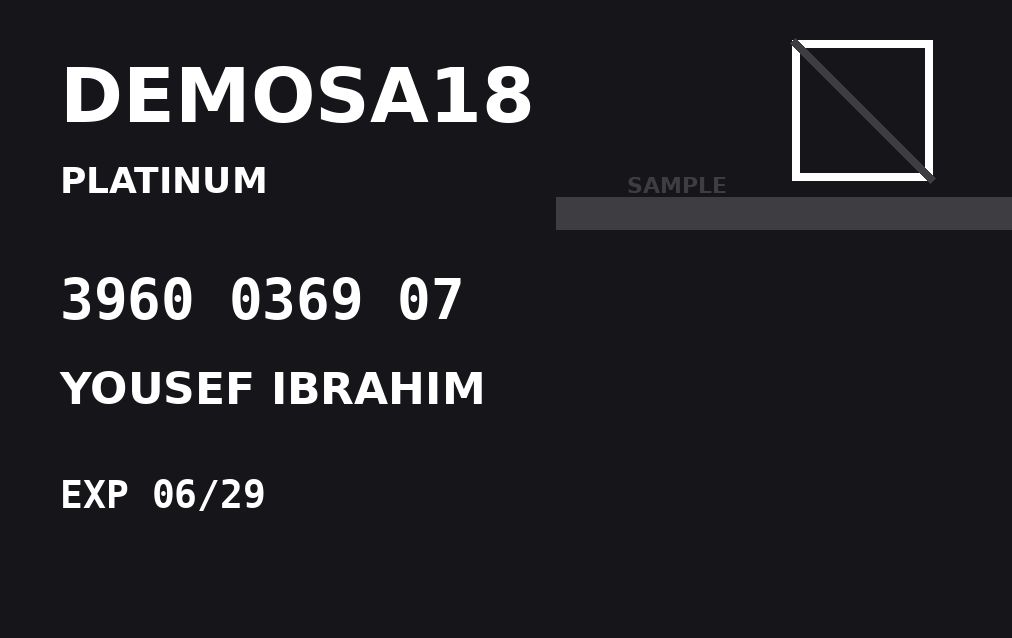 DEMOSA18
PLATINUM
SAMPLE
3960 0369 07
YOUSEF IBRAHIM
EXP 06/29